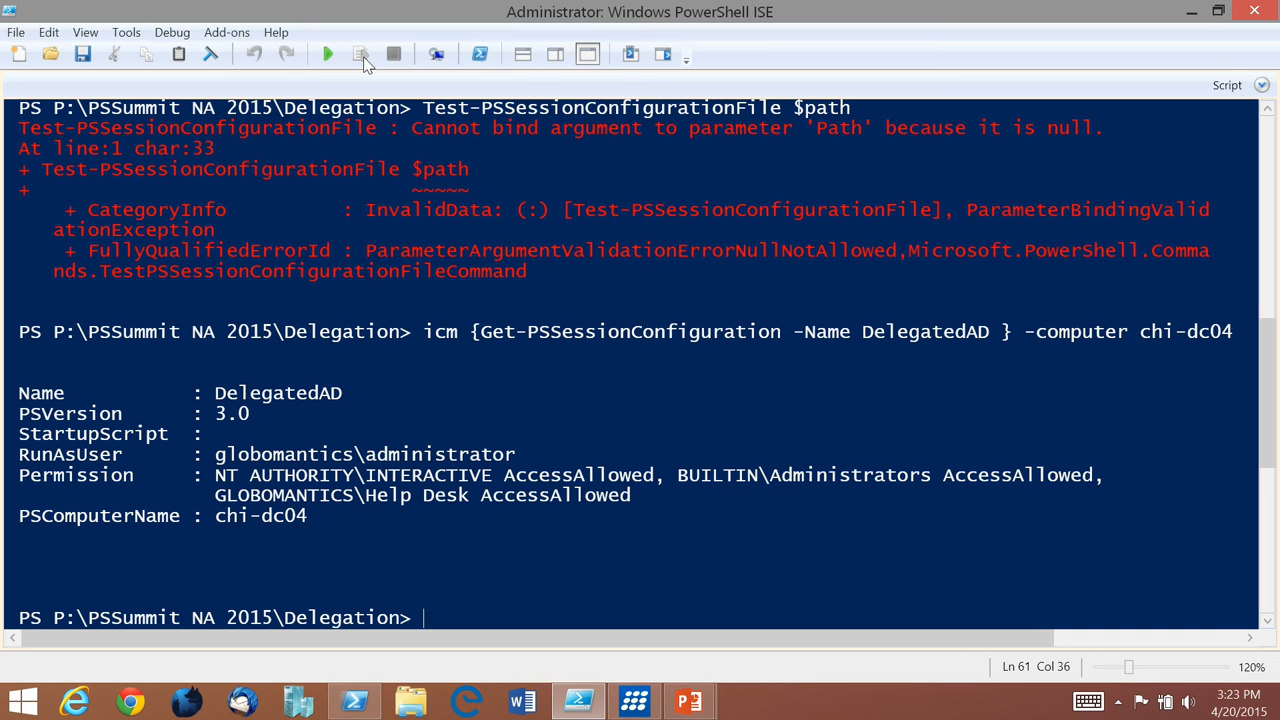 Administrator: Windows PowerShell ISE
File Edit View Tools Debug Add-ons Help
Script
PS P:\PSSummit NA 2015\Delegation> Test-PSSessionConfigurationFile $path
Test-PSSessionConfigurationFile : Cannot bind argument to parameter 'Path' because it is null.
At line:1 char:33
+ Test-PSSessionConfigurationFile $path
+                                 ~~~~~
    + CategoryInfo          : InvalidData: (:) [Test-PSSessionConfigurationFile], ParameterBindingValid
   ationException
    + FullyQualifiedErrorId : ParameterArgumentValidationErrorNullNotAllowed,Microsoft.PowerShell.Comma
   nds.TestPSSessionConfigurationFileCommand
PS P:\PSSummit NA 2015\Delegation> icm {Get-PSSessionConfiguration -Name DelegatedAD } -computer chi-dc04
Name           : DelegatedAD
PSVersion      : 3.0
StartupScript  :
RunAsUser      : globomantics\administrator
Permission     : NT AUTHORITY\INTERACTIVE AccessAllowed, BUILTIN\Administrators AccessAllowed,
                 GLOBOMANTICS\Help Desk AccessAllowed
PSComputerName : chi-dc04
PS P:\PSSummit NA 2015\Delegation>
Ln 61 Col 36 120%
3:23 PM
4/20/2015